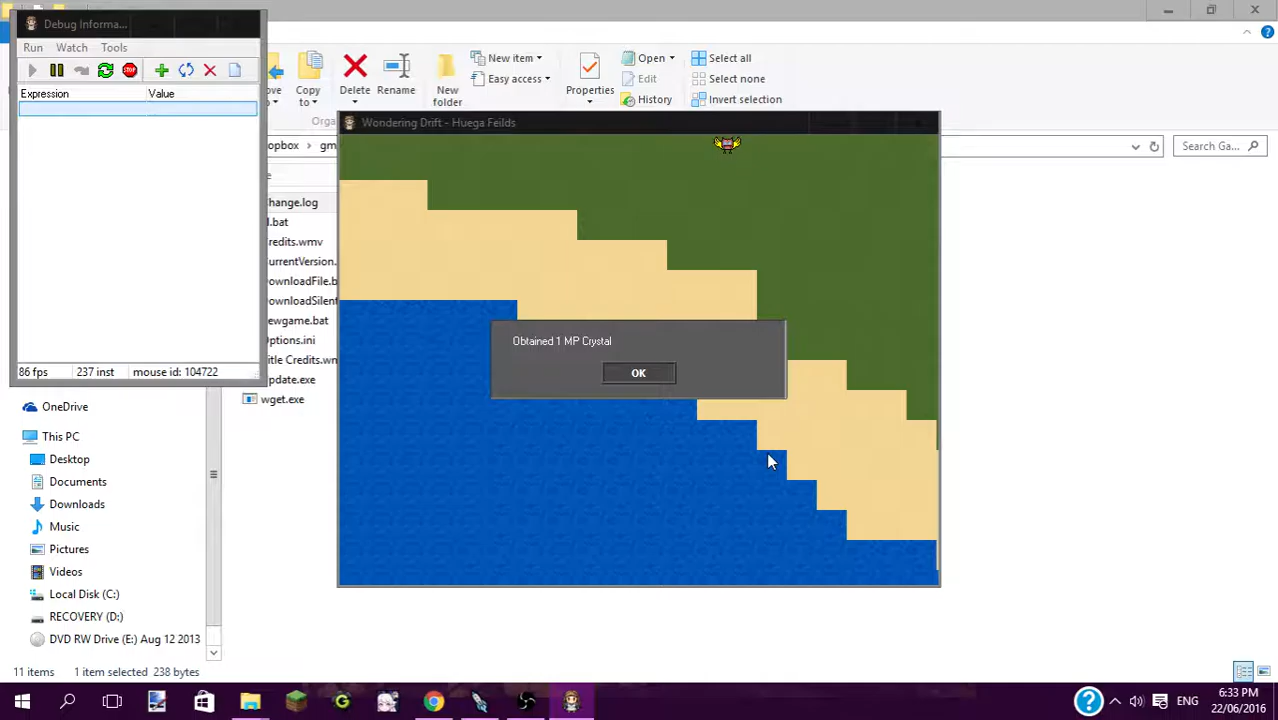 Debug Informa...
Run Watch Tools
Expression Value
86 fps 237 inst mouse id: 104722
Copy
to
Delete
Rename
New
folder
New item
Easy access
Properties
Open
Edit
History
Select all
Select none
Invert selection
opbox gm
Search Ga...
Wondering Drift - Huega Feilds
Obtained 1 MP Crystal
OK
hange.log
l.bat
redits.wmv
urrentVersion.
ownloadFile.b
ownloadSilent
ewgame.bat
ptions.ini
itle Credits.wm
pdate.exe
wget.exe
OneDrive
This PC
Desktop
Documents
Downloads
Music
Pictures
Videos
Local Disk (C:)
RECOVERY (D:)
DVD RW Drive (E:) Aug 12 2013
11 items 1 item selected 238 bytes
ENG
6:33 PM
22/06/2016